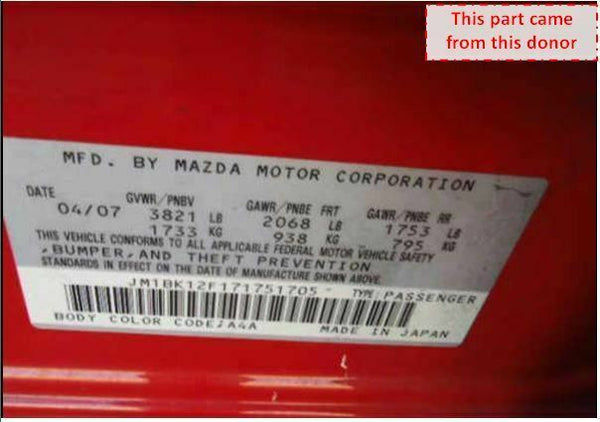 This part came
from this donor
MFD. BY MAZDA MOTOR CORPORATION
DATE GVWR/PNBV GAWR/PNBE FRT GAWR/PNBE RR
04/07 3821 LB 2068 LB 1753 LB
1733 KG 938 KG 795 KG
THIS VEHICLE CONFORMS TO ALL APPLICABLE FEDERAL MOTOR VEHICLE SAFETY
,BUMPER,AND THEFT PREVENTION
STANDARDS IN EFFECT ON THE DATE OF MANUFACTURE SHOWN ABOVE
JM1BK12F171751705 TYPE:PASSENGER
BODY COLOR CODE:A4A MADE IN JAPAN